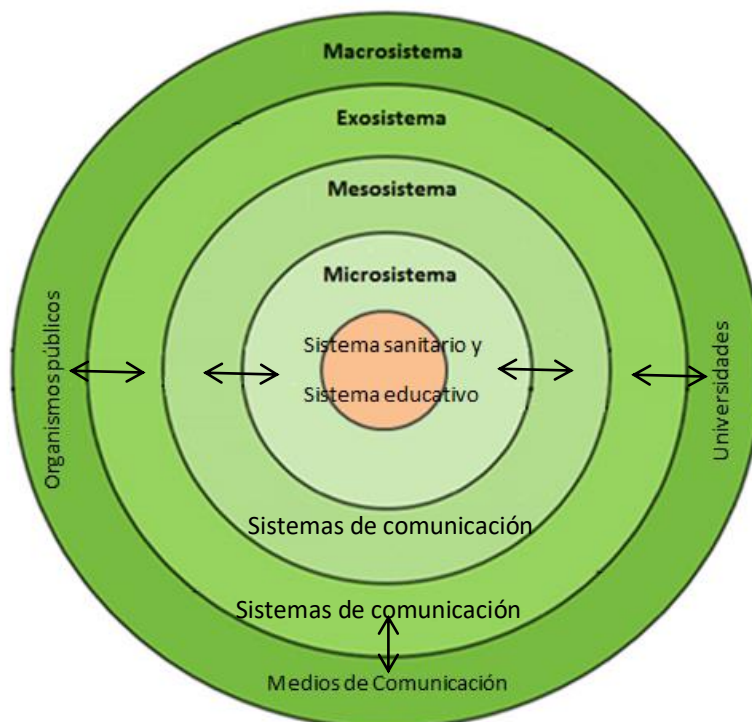 Macrosistema
Exosistema
Mesosistema
Microsistema
Sistema sanitario y
Sistema educativo
Organismos públicos
Universidades
Sistemas de comunicación
Sistemas de comunicación
Medios de Comunicación